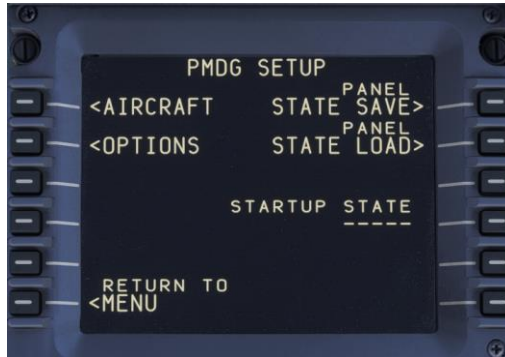 PMDG SETUP
PANEL
<AIRCRAFT STATE SAVE>
PANEL
<OPTIONS STATE LOAD>
STARTUP STATE
-----
RETURN TO
<MENU